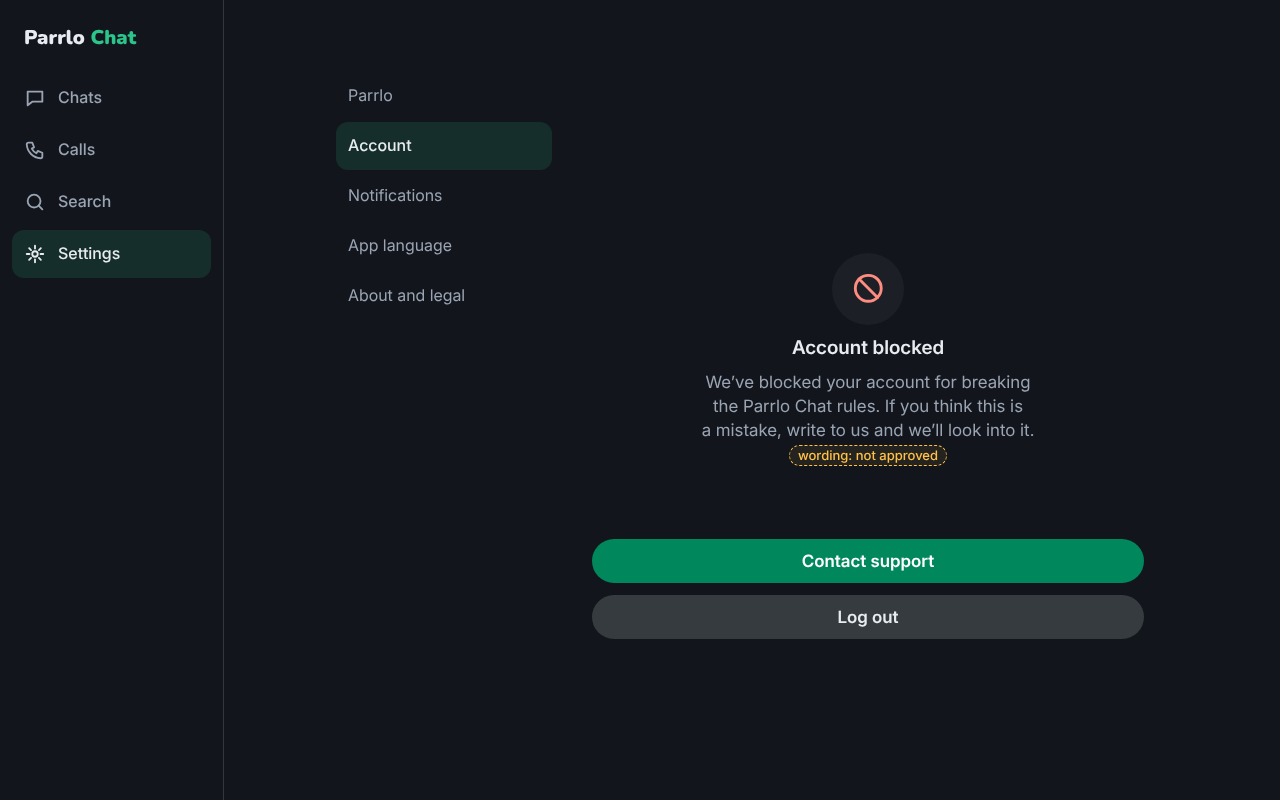 Parrlo Chat
Chats
Calls
Search
Settings
Parrlo
Account
Notifications
App language
About and legal
Account blocked
We’ve blocked your account for breaking
the Parrlo Chat rules. If you think this is
a mistake, write to us and we’ll look into it.
wording: not approved
Contact support
Log out